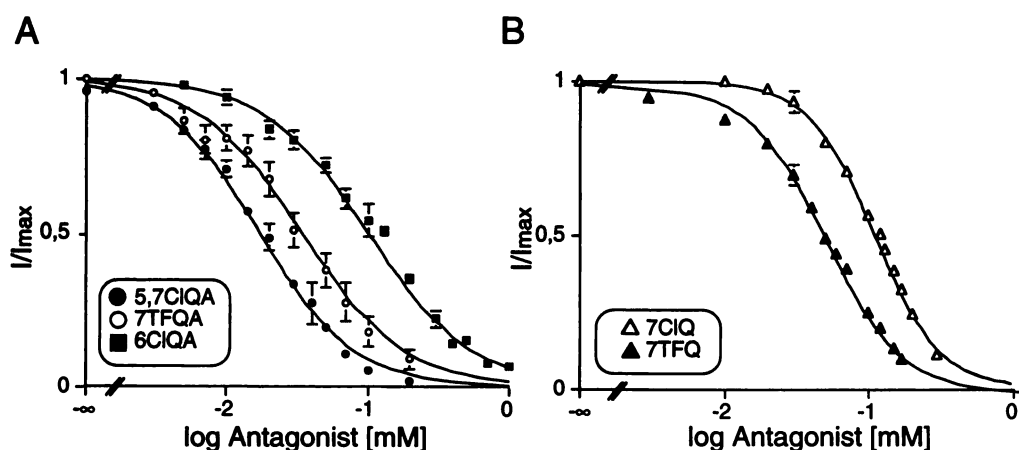 A
B
I/Imax
1
0,5
0
5,7ClQA
7TFQA
6ClQA
-∞
-2
-1
0
log Antagonist [mM]
I/Imax
1
0,5
0
7ClQ
7TFQ
-∞
-2
-1
0
log Antagonist [mM]